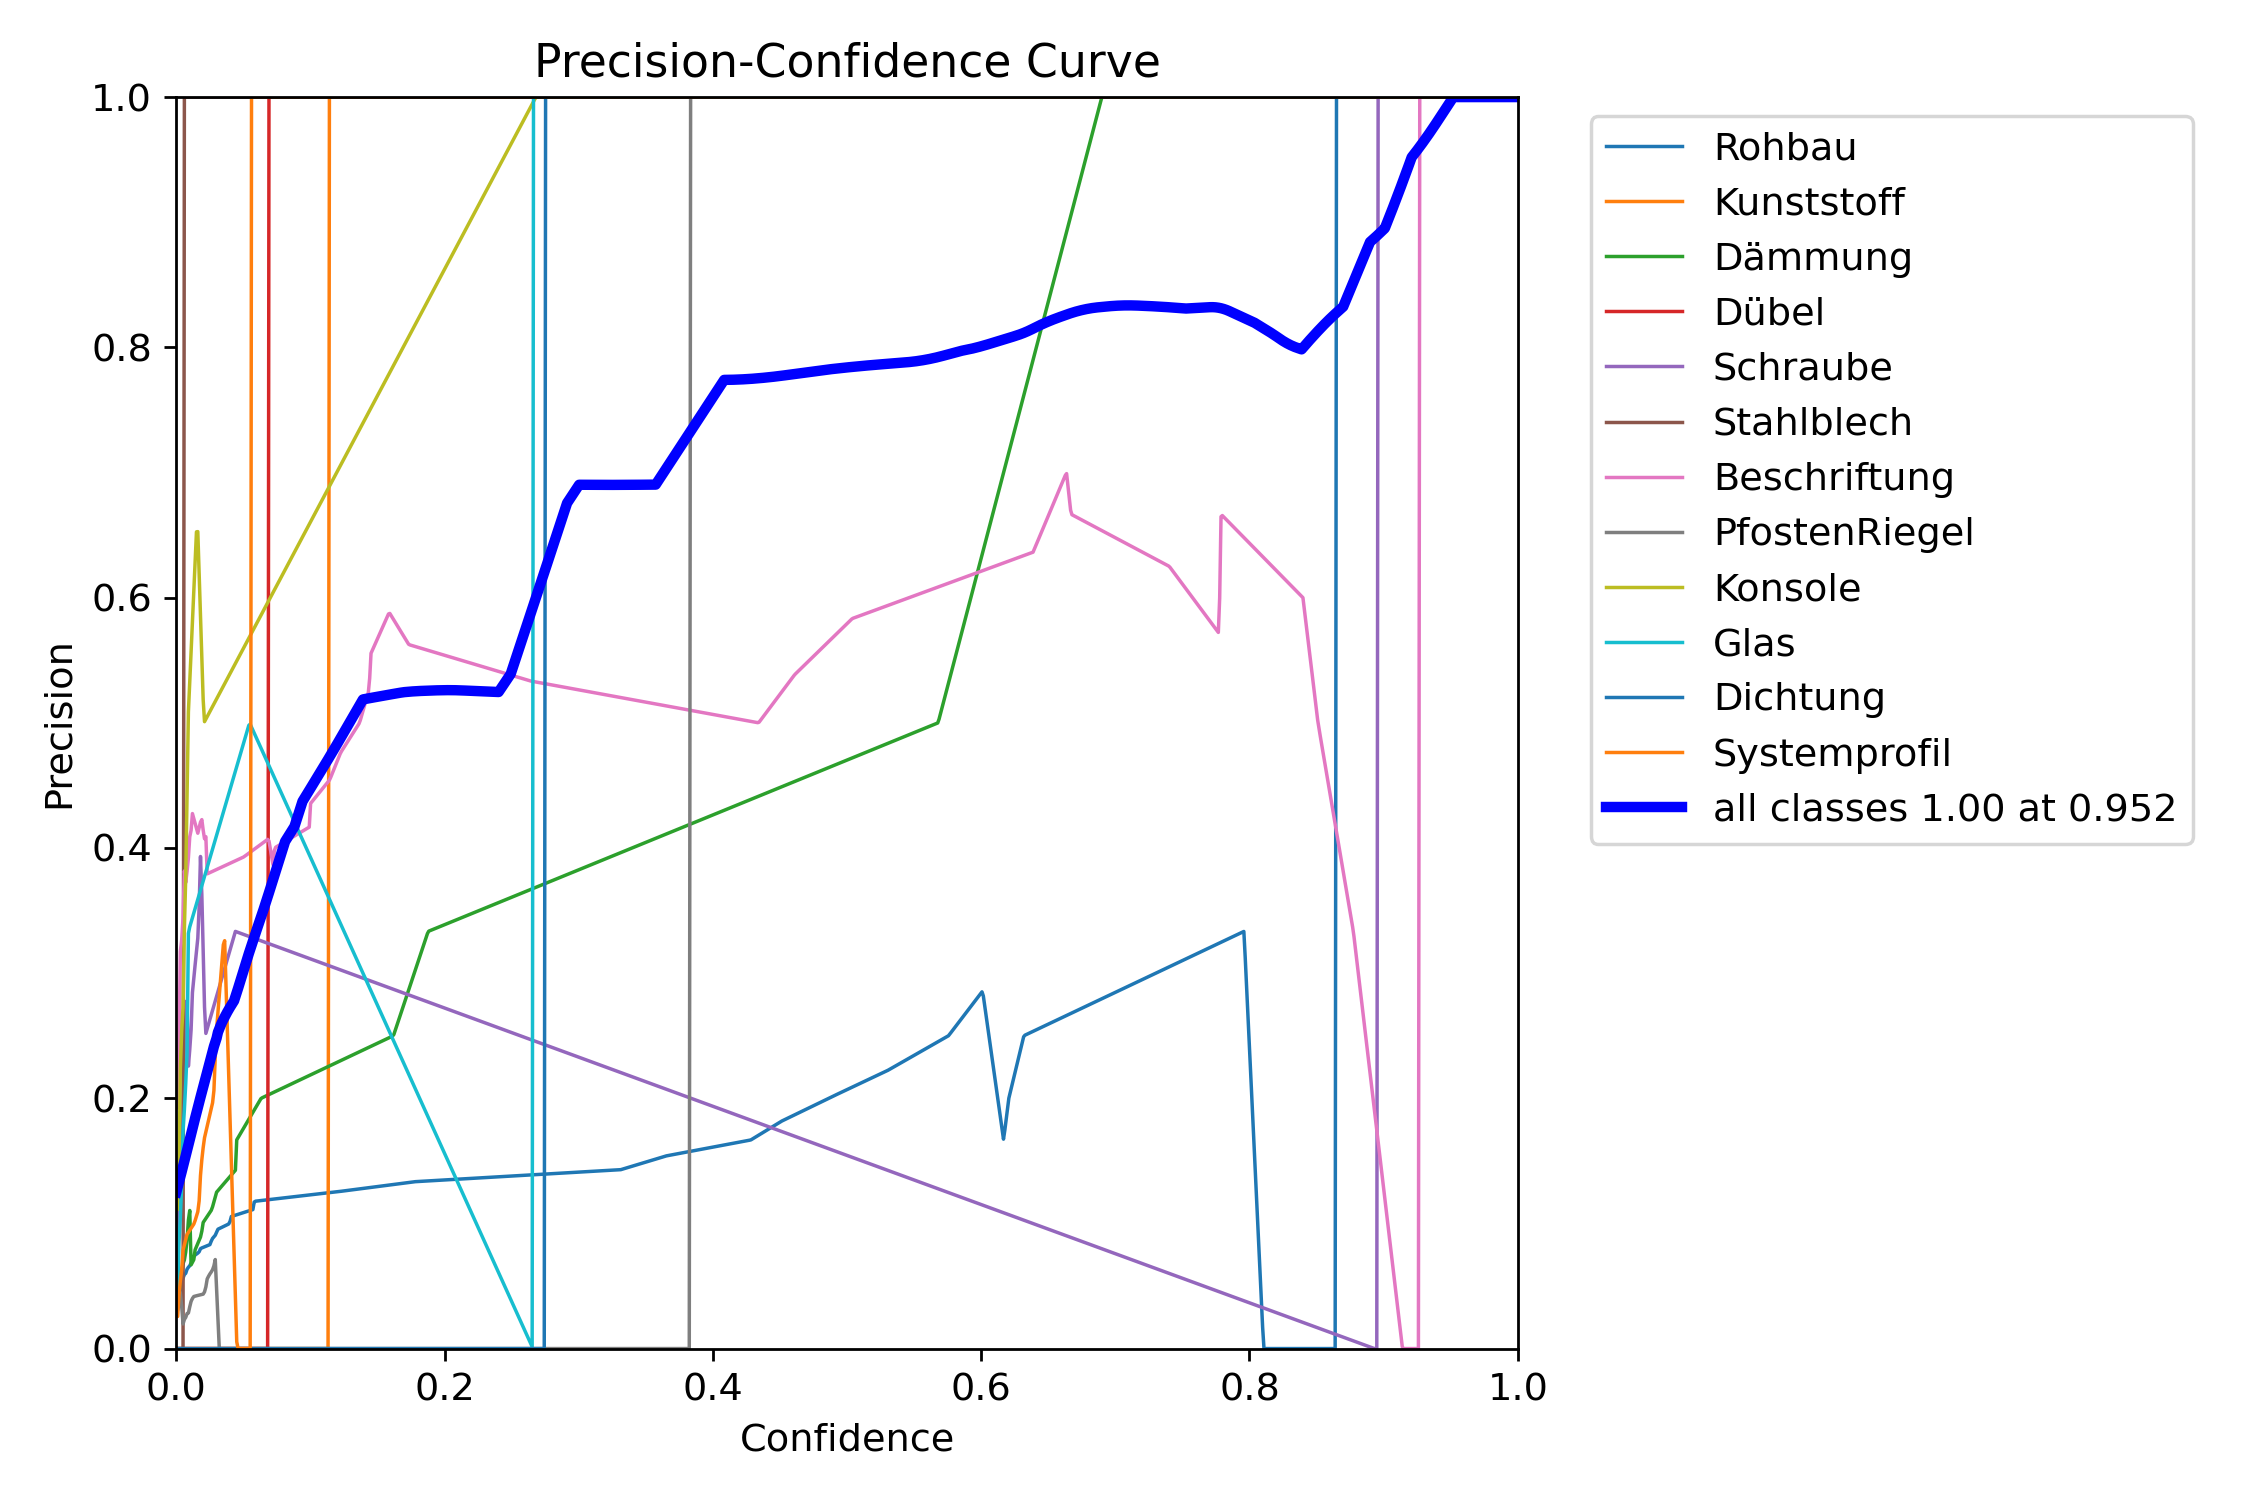 Precision-Confidence Curve
1.0
0.8
0.6
0.4
0.2
0.0
Precision
0.0 0.2 0.4 0.6 0.8 1.0
Confidence
Rohbau
Kunststoff
Dämmung
Dübel
Schraube
Stahlblech
Beschriftung
PfostenRiegel
Konsole
Glas
Dichtung
Systemprofil
all classes 1.00 at 0.952